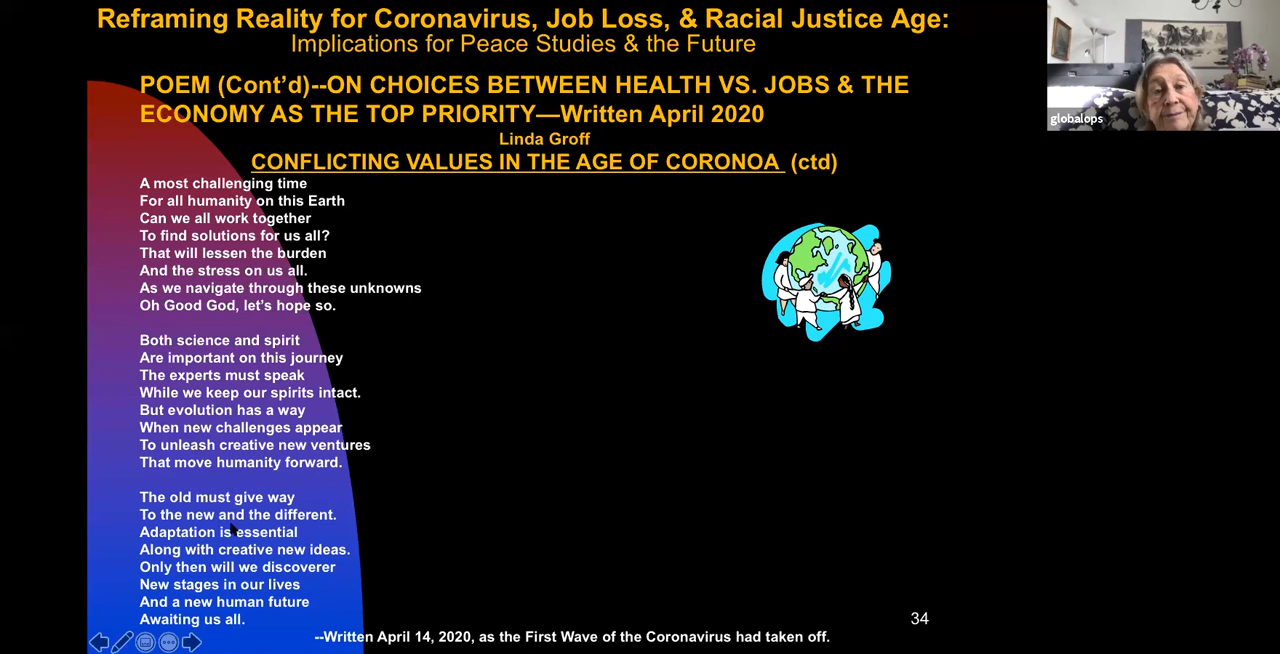 Reframing Reality for Coronavirus, Job Loss, & Racial Justice Age:
Implications for Peace Studies & the Future
globalops
POEM (Cont'd)--ON CHOICES BETWEEN HEALTH VS. JOBS & THE
ECONOMY AS THE TOP PRIORITY—Written April 2020
Linda Groff
CONFLICTING VALUES IN THE AGE OF CORONOA (ctd)
A most challenging time
For all humanity on this Earth
Can we all work together
To find solutions for us all?
That will lessen the burden
And the stress on us all.
As we navigate through these unknowns
Oh Good God, let's hope so.
Both science and spirit
Are important on this journey
The experts must speak
While we keep our spirits intact.
But evolution has a way
When new challenges appear
To unleash creative new ventures
That move humanity forward.
The old must give way
To the new and the different.
Adaptation is essential
Along with creative new ideas.
Only then will we discoverer
New stages in our lives
And a new human future
Awaiting us all.
34
--Written April 14, 2020, as the First Wave of the Coronavirus had taken off.